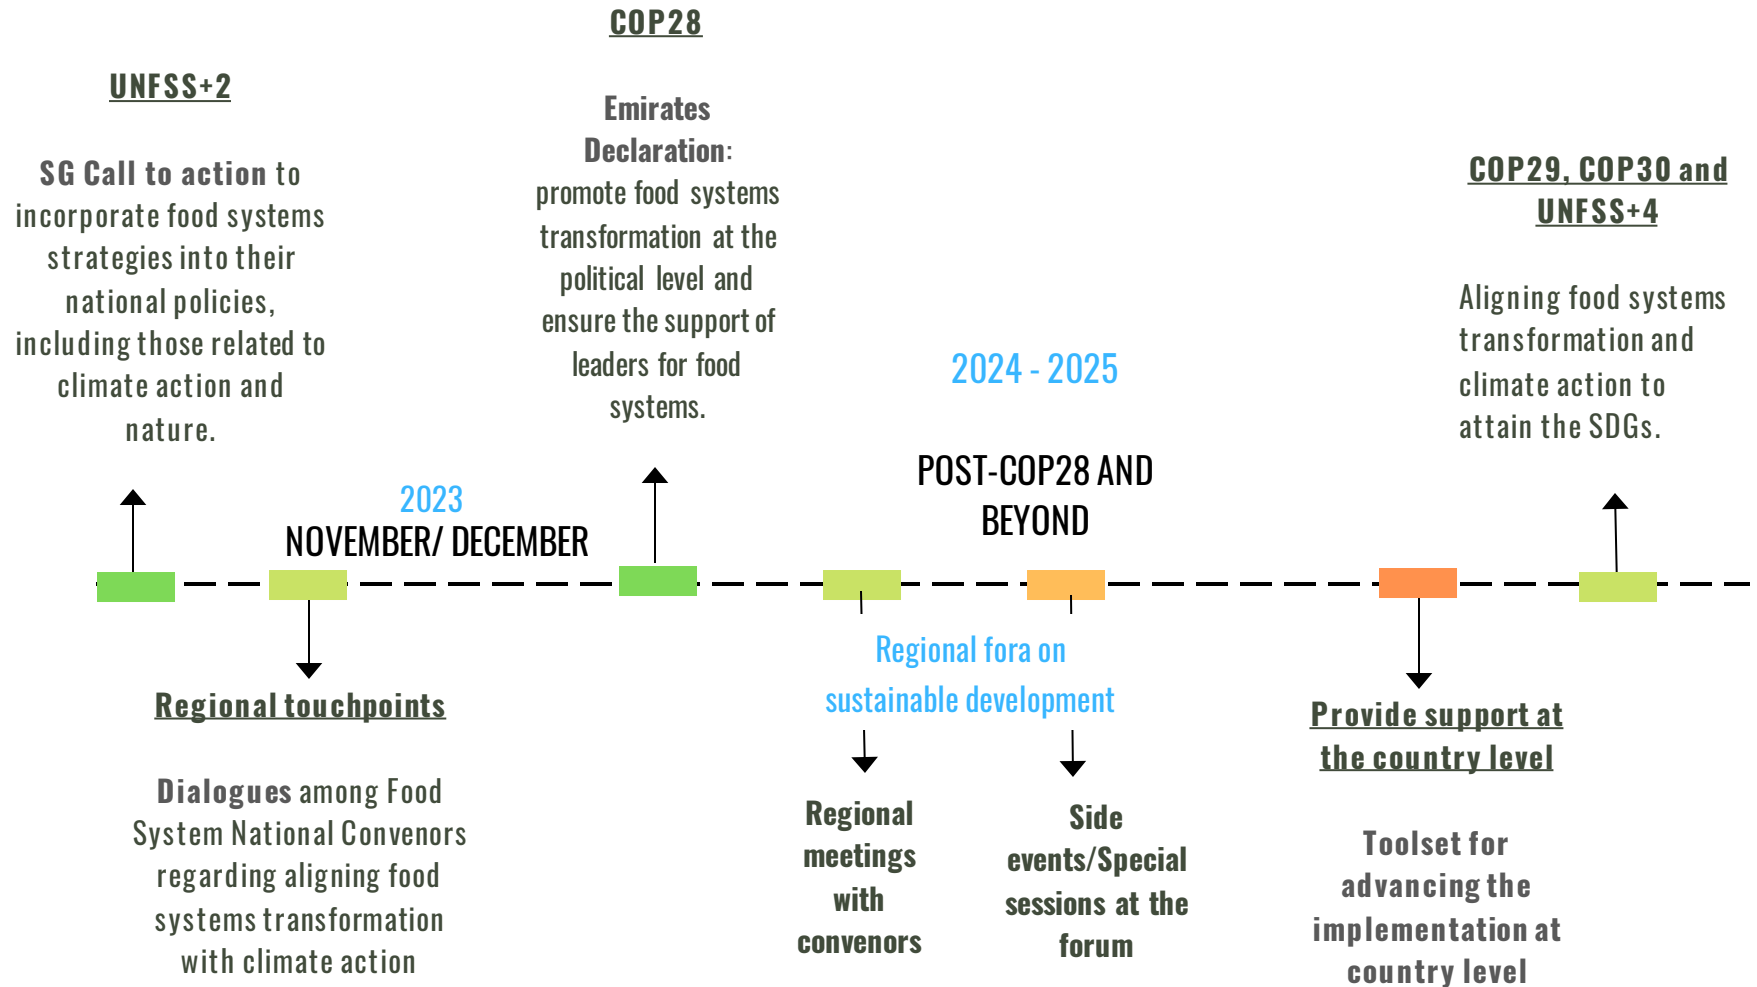 UNFSS+2
SG Call to action to
incorporate food systems
strategies into their
national policies,
including those related to
climate action and
nature.
2023
NOVEMBER/ DECEMBER
Regional touchpoints
Dialogues among Food
System National Convenors
regarding aligning food
systems transformation
with climate action
COP28
Emirates
Declaration:
promote food systems
transformation at the
political level and
ensure the support of
leaders for food
systems.
2024 - 2025
POST-COP28 AND
BEYOND
Regional fora on
sustainable development
Regional
meetings
with
convenors
Side
events/Special
sessions at the
forum
Provide support at
the country level
Toolset for
advancing the
implementation at
country level
COP29, COP30 and
UNFSS+4
Aligning food systems
transformation and
climate action to
attain the SDGs.